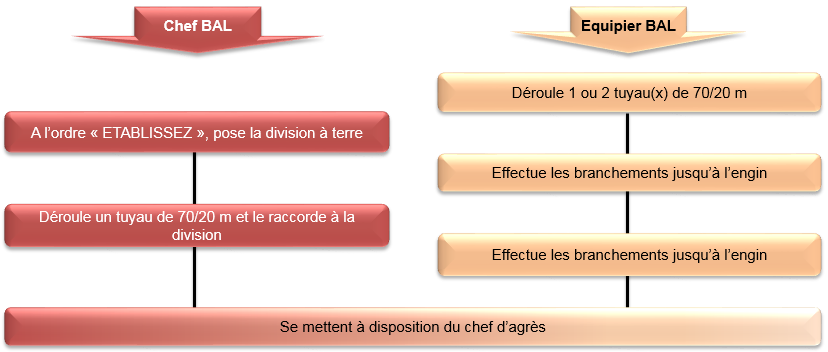 Chef BAL
Equipier BAL
Déroule 1 ou 2 tuyau(x) de 70/20 m
A l’ordre « ETABLISSEZ », pose la division à terre
Effectue les branchements jusqu’à l’engin
Déroule un tuyau de 70/20 m et le raccorde à la
division
Effectue les branchements jusqu’à l’engin
Se mettent à disposition du chef d’agrès